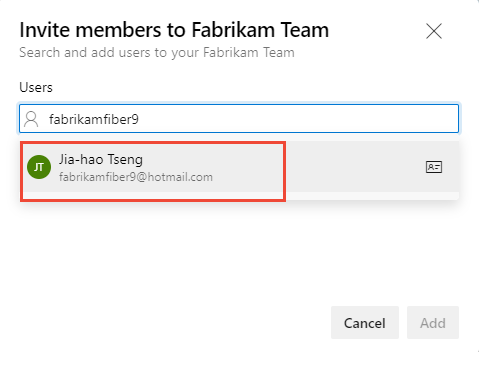 Invite members to Fabrikam Team
Search and add users to your Fabrikam Team
Users
fabrikamfiber9
JT
Jia-hao Tseng
fabrikamfiber9@hotmail.com
Cancel
Add